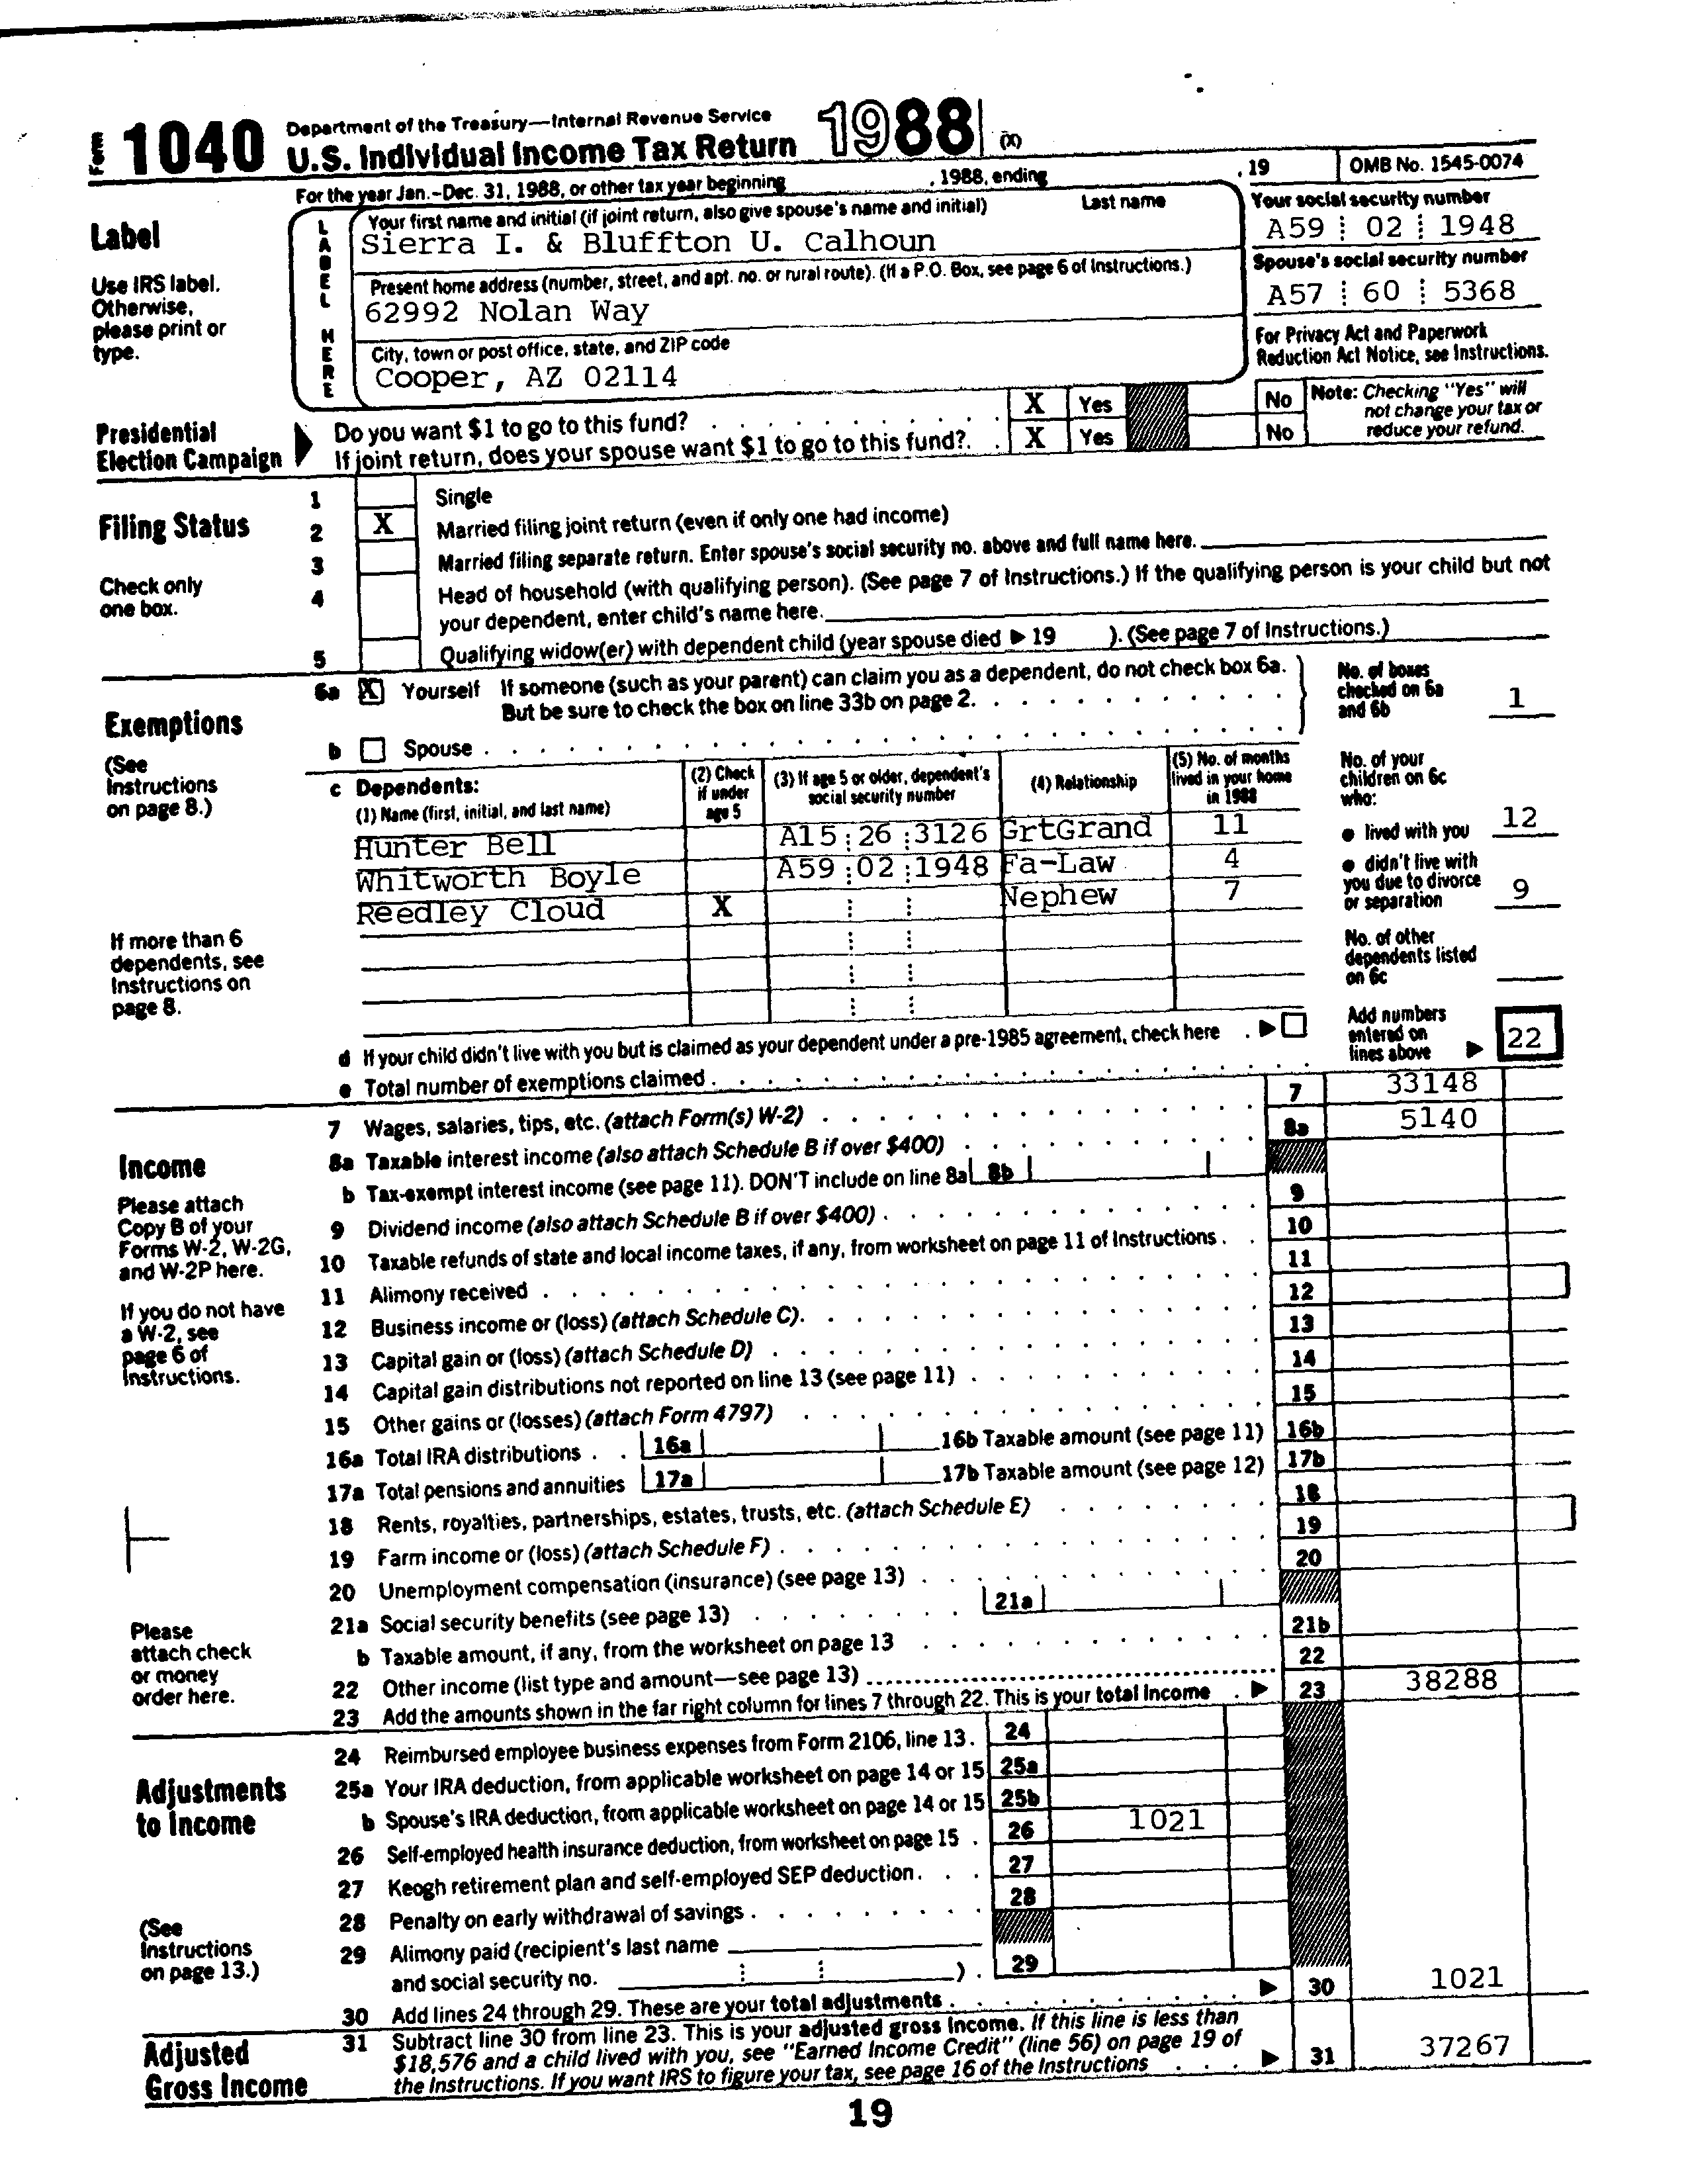 Form 1040 Department of the Treasury—Internal Revenue Service
U.S. Individual Income Tax Return 1988 (X)
For the year Jan.-Dec. 31, 1988, or other tax year beginning , 1988, ending , 19 OMB No. 1545-0074
Label
Use IRS label.
Otherwise,
please print or
type.
LABEL HERE
Your first name and initial (if joint return, also give spouse's name and initial) Last name
Sierra I. & Bluffton U. Calhoun
Your social security number
A59 02 1948
Present home address (number, street, and apt. no. or rural route). (If a P.O. Box, see page 6 of Instructions.)
62992 Nolan Way
Spouse's social security number
A57 60 5368
City, town or post office, state, and ZIP code
Cooper, AZ 02114
For Privacy Act and Paperwork
Reduction Act Notice, see Instructions.
Presidential
Election Campaign
Do you want $1 to go to this fund? X Yes No
If joint return, does your spouse want $1 to go to this fund? X Yes No
Note: Checking "Yes" will
not change your tax or
reduce your refund.
Filing Status
Check only
one box.
1 Single
2 X Married filing joint return (even if only one had income)
3 Married filing separate return. Enter spouse's social security no. above and full name here.
4 Head of household (with qualifying person). (See page 7 of Instructions.) If the qualifying person is your child but not
your dependent, enter child's name here.
5 Qualifying widow(er) with dependent child (year spouse died ▶ 19 ). (See page 7 of Instructions.)
Exemptions
(See
Instructions
on page 8.)
If more than 6
dependents, see
Instructions on
page 8.
6a X Yourself If someone (such as your parent) can claim you as a dependent, do not check box 6a.
But be sure to check the box on line 33b on page 2.
b Spouse
No. of boxes
checked on 6a
and 6b 1
c Dependents:
(1) Name (first, initial, and last name)
(2) Check
if under
age 5
(3) If age 5 or older, dependent's
social security number
(4) Relationship
(5) No. of months
lived in your home
in 1988
Hunter Bell A15 26 3126 GrtGrand 11
Whitworth Boyle A59 02 1948 Fa-Law 4
Reedley Cloud X Nephew 7
No. of your
children on 6c
who:
● lived with you 12
● didn't live with
you due to divorce
or separation 9
No. of other
dependents listed
on 6c
d If your child didn't live with you but is claimed as your dependent under a pre-1985 agreement, check here ▶
e Total number of exemptions claimed
Add numbers
entered on
lines above ▶ 22
Income
Please attach
Copy B of your
Forms W-2, W-2G,
and W-2P here.
If you do not have
a W-2, see
page 6 of
Instructions.
Please
attach check
or money
order here.
7 Wages, salaries, tips, etc. (attach Form(s) W-2) 7 33148
8a Taxable interest income (also attach Schedule B if over $400) 8a 5140
b Tax-exempt interest income (see page 11). DON'T include on line 8a 8b
9 Dividend income (also attach Schedule B if over $400) 9
10 Taxable refunds of state and local income taxes, if any, from worksheet on page 11 of Instructions 10
11 Alimony received 11
12 Business income or (loss) (attach Schedule C) 12
13 Capital gain or (loss) (attach Schedule D) 13
14 Capital gain distributions not reported on line 13 (see page 11) 14
15 Other gains or (losses) (attach Form 4797) 15
16a Total IRA distributions 16a 16b Taxable amount (see page 11) 16b
17a Total pensions and annuities 17a 17b Taxable amount (see page 12) 17b
18 Rents, royalties, partnerships, estates, trusts, etc. (attach Schedule E) 18
19 Farm income or (loss) (attach Schedule F) 19
20 Unemployment compensation (insurance) (see page 13) 20
21a Social security benefits (see page 13) 21a
b Taxable amount, if any, from the worksheet on page 13 21b
22 Other income (list type and amount—see page 13) 22
23 Add the amounts shown in the far right column for lines 7 through 22. This is your total income ▶ 23 38288
Adjustments
to Income
(See
Instructions
on page 13.)
24 Reimbursed employee business expenses from Form 2106, line 13. 24
25a Your IRA deduction, from applicable worksheet on page 14 or 15 25a
b Spouse's IRA deduction, from applicable worksheet on page 14 or 15 25b
26 Self-employed health insurance deduction, from worksheet on page 15 26 1021
27 Keogh retirement plan and self-employed SEP deduction 27
28 Penalty on early withdrawal of savings 28
29 Alimony paid (recipient's last name
and social security no. ) 29
30 Add lines 24 through 29. These are your total adjustments ▶ 30 1021
Adjusted
Gross Income
31 Subtract line 30 from line 23. This is your adjusted gross income. If this line is less than
$18,576 and a child lived with you, see "Earned Income Credit" (line 56) on page 19 of
the Instructions. If you want IRS to figure your tax, see page 16 of the Instructions ▶ 31 37267
19